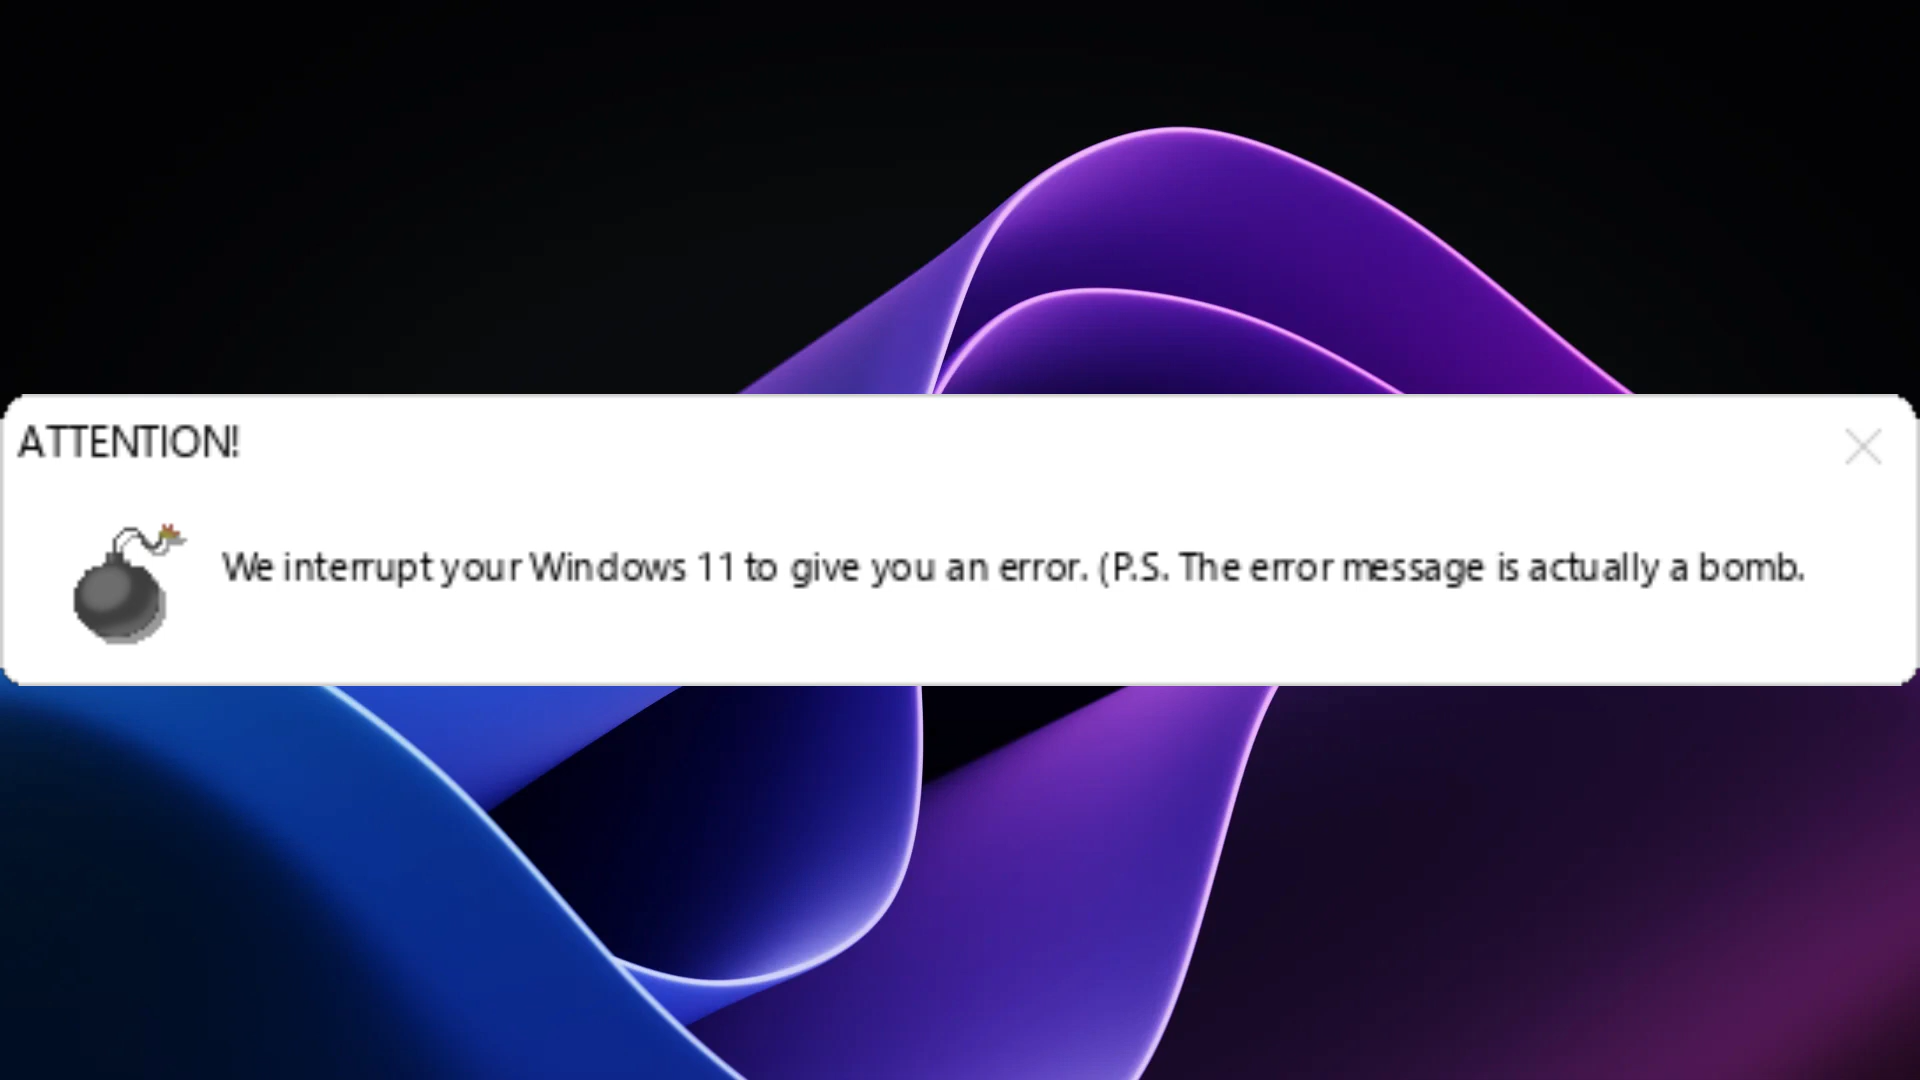 ATTENTION!
We interrupt your Windows 11 to give you an error. (P.S. The error message is actually a bomb.